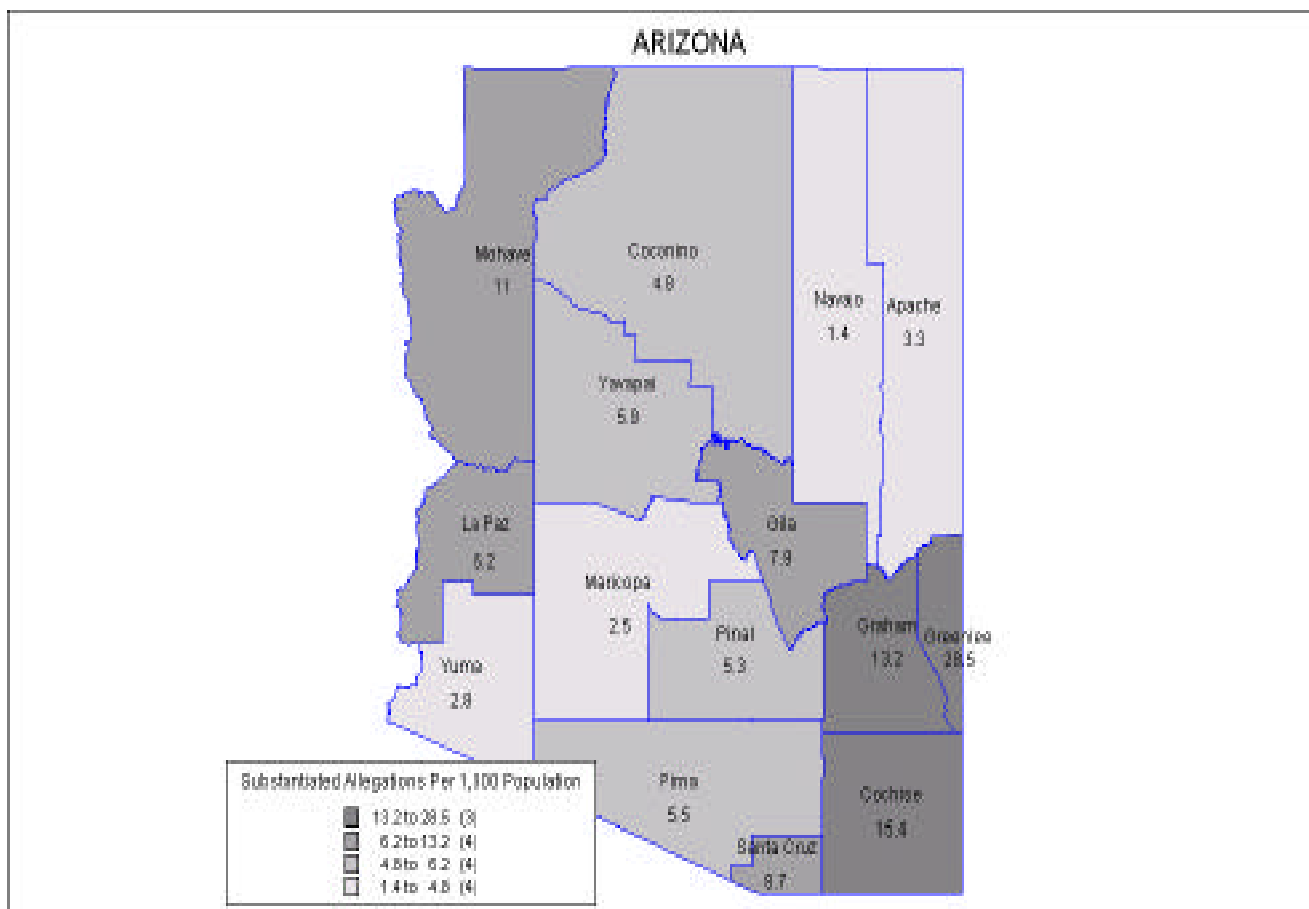 ARIZONA
Mohave
11
Coconino
4.8
Navajo
1.4
Apache
3.3
Yavapai
5.8
La Paz
6.2
Gila
7.9
Maricopa
2.5
Pinal
5.3
Graham
13.2
Greenlee
28.5
Yuma
2.9
Pima
5.5
Cochise
15.4
Santa Cruz
8.7
Substantiated Allegations Per 1,000 Population
13.2 to 28.5 (3)
6.2 to 13.2 (4)
4.8 to 6.2 (4)
1.4 to 4.8 (4)